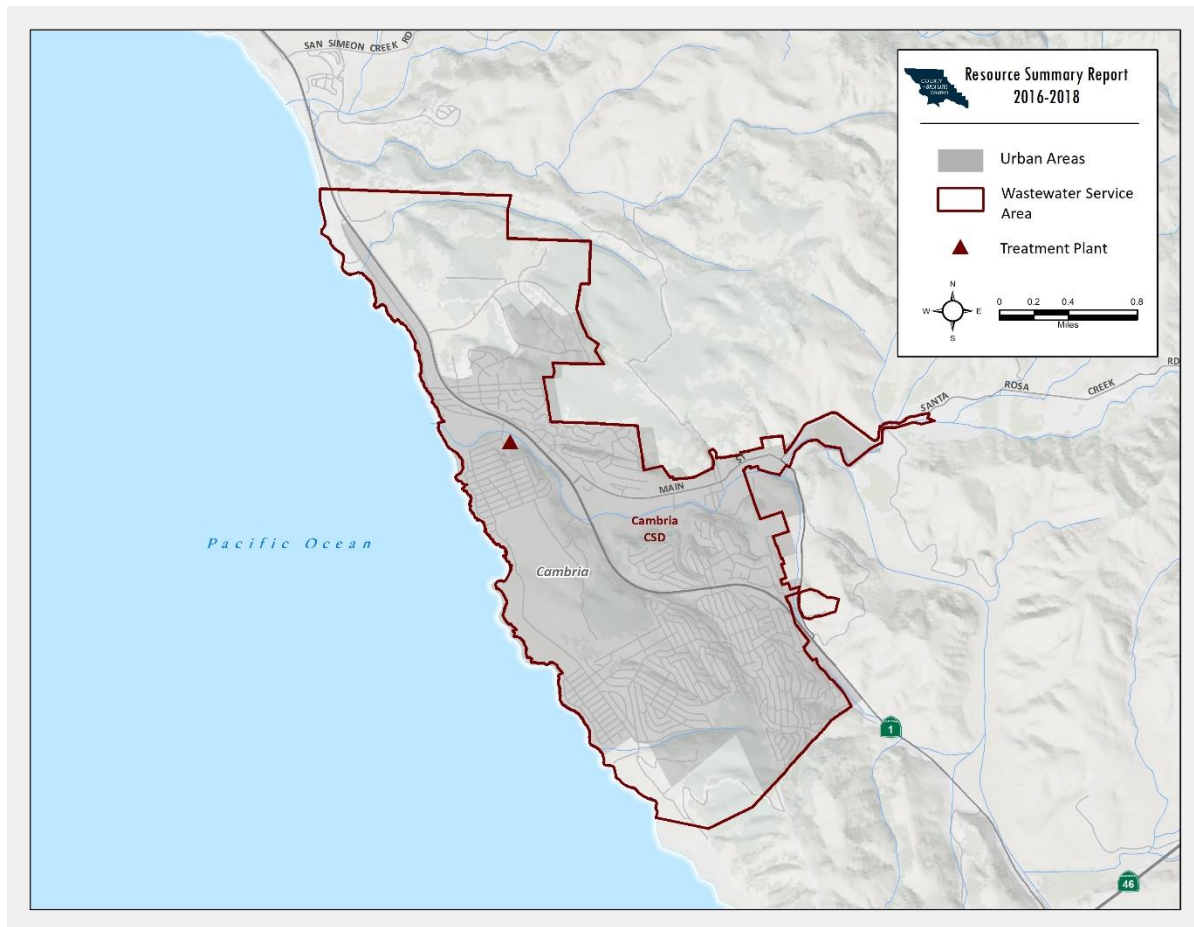 SAN SIMEON CREEK RD
Resource Summary Report
2016-2018
Urban Areas
Wastewater Service
Area
Treatment Plant
N
W E
S
0 0.2 0.4 0.8
Miles
RD
SANTA ROSA CREEK
MAIN ST
Cambria
CSD
Pacific Ocean
Cambria
1
46